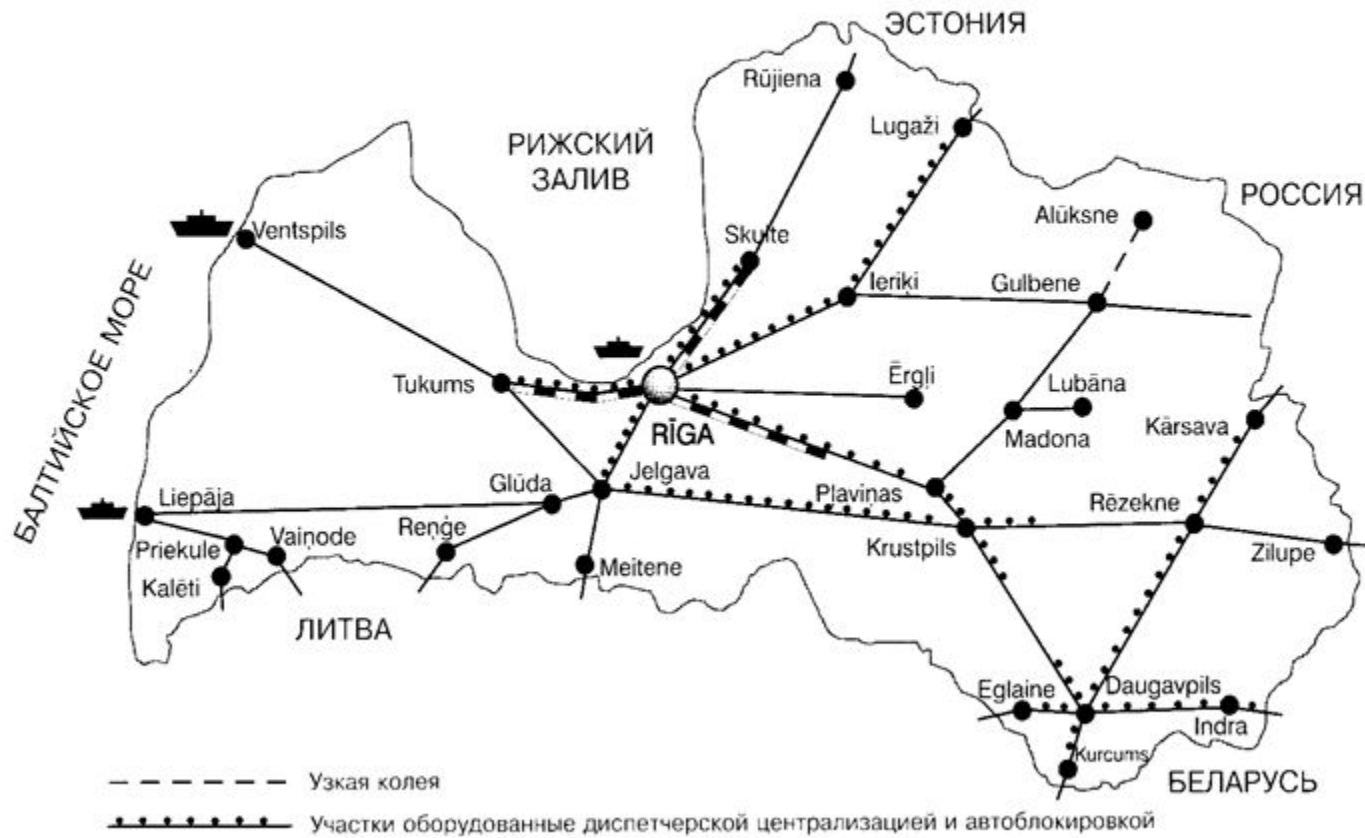 ЭСТОНИЯ
Rūjiena
Lugaži
РИЖСКИЙ
ЗАЛИВ
РОССИЯ
Alūksne
Ventspils
Skulte
Ieriķi
Gulbene
БАЛТИЙСКОЕ МОРЕ
Tukums
Ērgļi
Lubāna
RĪGA
Madona
Kārsava
Jelgava
Glūda
Pļaviņas
Liepāja
Reņģe
Rēzekne
Vaiņode
Priekule
Krustpils
Zilupe
Kalēti
Meitene
ЛИТВА
Eglaine
Daugavpils
Indra
Kurcums
БЕЛАРУСЬ
Узкая колея
Участки оборудованные диспетчерской централизацией и автоблокировкой